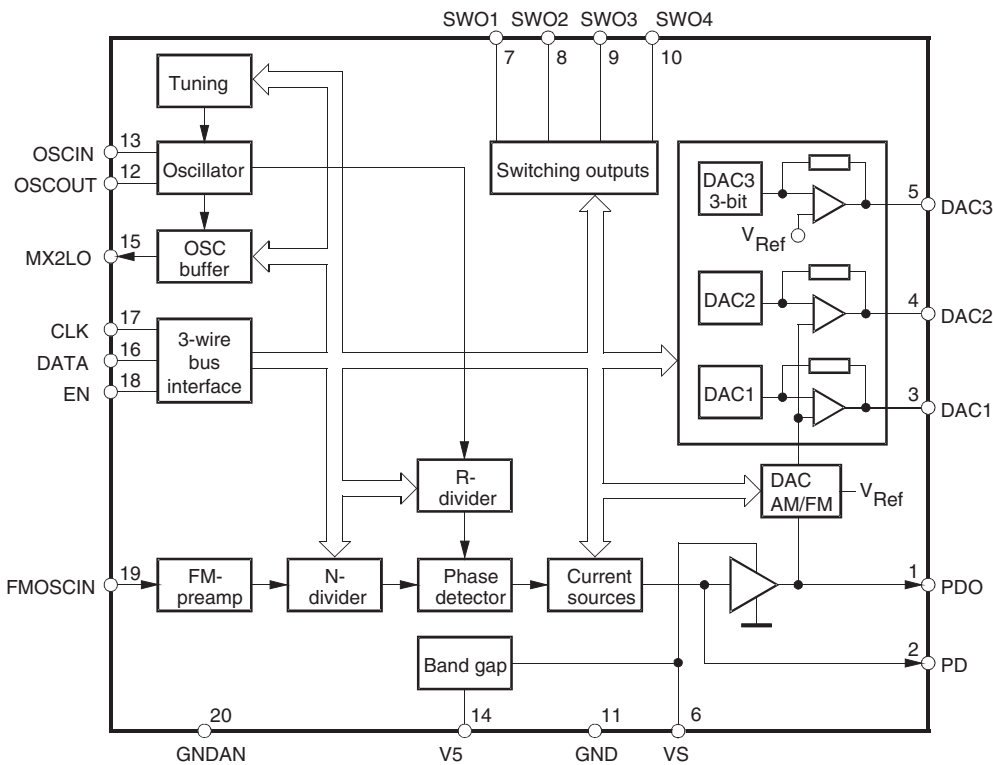 SWO1 SWO2 SWO3 SWO4
7 8 9 10
Tuning
OSCIN 13
OSCOUT 12
Oscillator
Switching outputs
DAC3
3-bit
5 DAC3
VRef
MX2LO 15
OSC
buffer
DAC2
4 DAC2
CLK 17
DATA 16
EN 18
3-wire
bus
interface
DAC1
3 DAC1
R-
divider
DAC
AM/FM
VRef
FMOSCIN 19
FM-
preamp
N-
divider
Phase
detector
Current
sources
1 PDO
Band gap
2 PD
20 14 11 6
GNDAN V5 GND VS